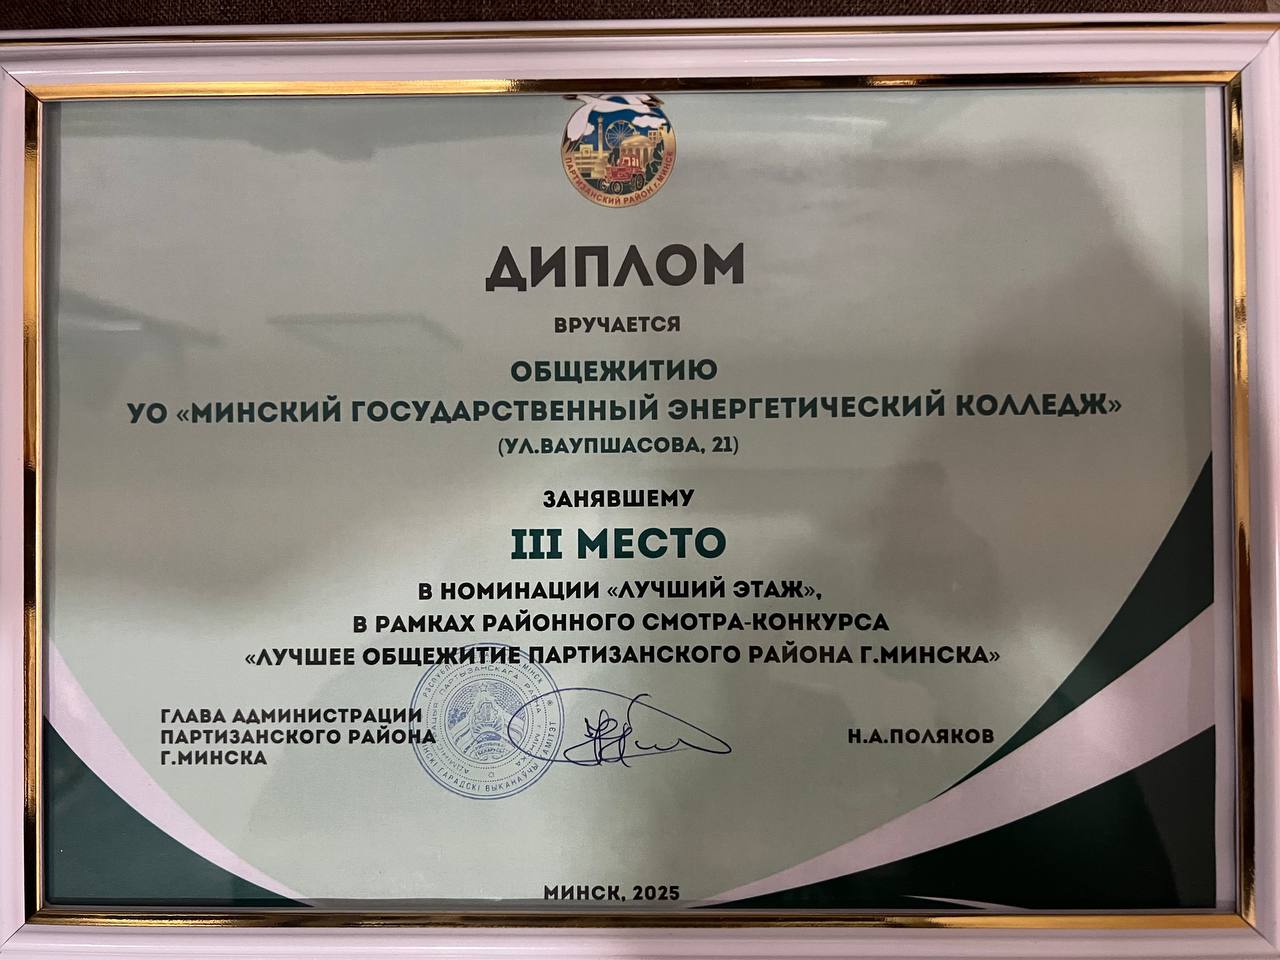 ПАРТИЗАНСКИЙ РАЙОН Г.МИНСК
ДИПЛОМ
ВРУЧАЕТСЯ
ОБЩЕЖИТИЮ
УО «МИНСКИЙ ГОСУДАРСТВЕННЫЙ ЭНЕРГЕТИЧЕСКИЙ КОЛЛЕДЖ»
(УЛ.ВАУПШАСОВА, 21)
ЗАНЯВШЕМУ
III МЕСТО
В НОМИНАЦИИ «ЛУЧШИЙ ЭТАЖ»,
В РАМКАХ РАЙОННОГО СМОТРА-КОНКУРСА
«ЛУЧШЕЕ ОБЩЕЖИТИЕ ПАРТИЗАНСКОГО РАЙОНА Г.МИНСКА»
ГЛАВА АДМИНИСТРАЦИИ
ПАРТИЗАНСКОГО РАЙОНА
Г.МИНСКА
Н.А.ПОЛЯКОВ
МИНСК, 2025